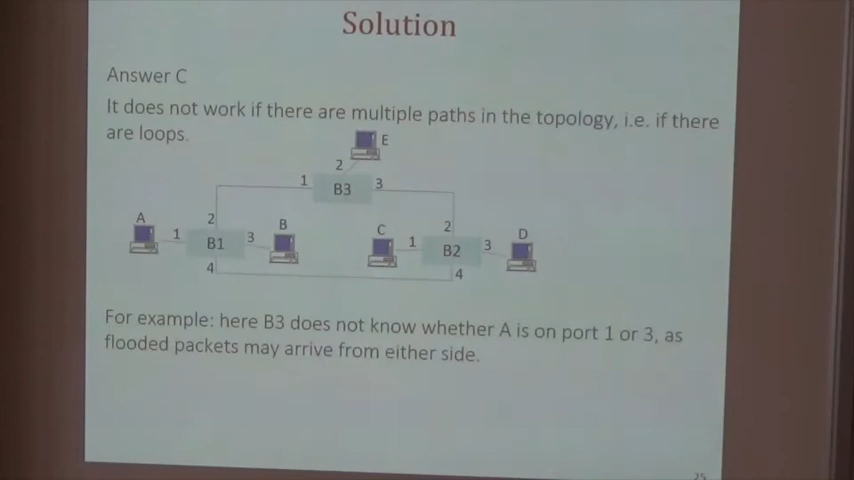 Solution
Answer C
It does not work if there are multiple paths in the topology, i.e. if there
are loops.
E
2
1
B3
3
A
1
2
B1
3
B
4
C
1
2
B2
3
D
4
For example: here B3 does not know whether A is on port 1 or 3, as
flooded packets may arrive from either side.
25